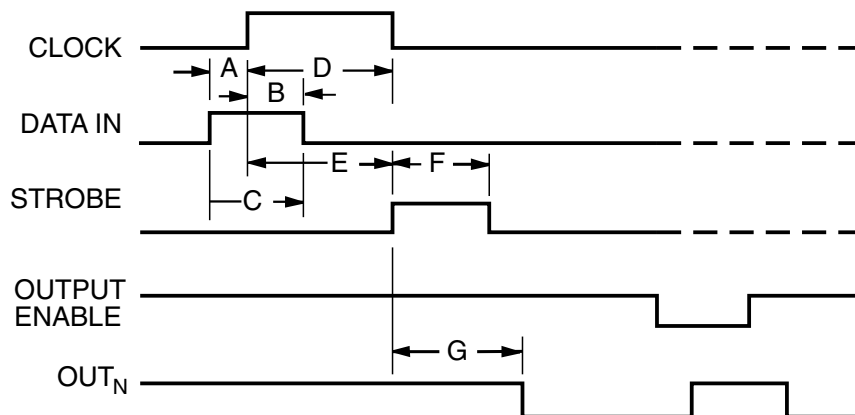 CLOCK
A
D
B
DATA IN
E
F
C
STROBE
OUTPUT
ENABLE
G
OUTN